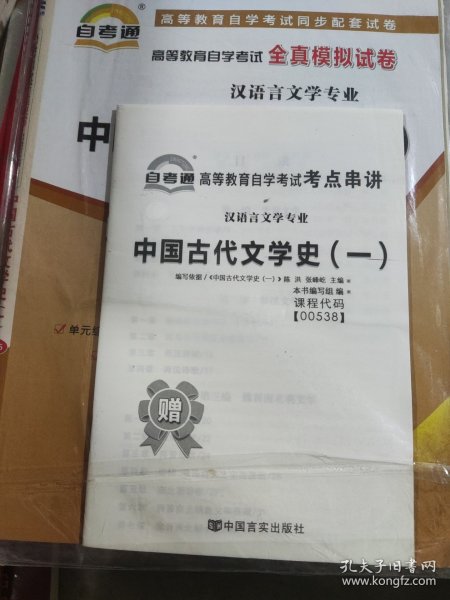 高等教育自学考试同步配套试卷
自考通®
高等教育自学考试 全真模拟试卷
汉语言文学专业
中
自考通® 高等教育自学考试 考点串讲
汉语言文学专业
中国古代文学史（一）
编写依据/《中国古代文学史（一）》陈 洪 张峰屹 主编
本书编写组 编
课程代码
【00538】
单元
赠
中国言实出版社
孔夫子旧书网
www.kongfz.com